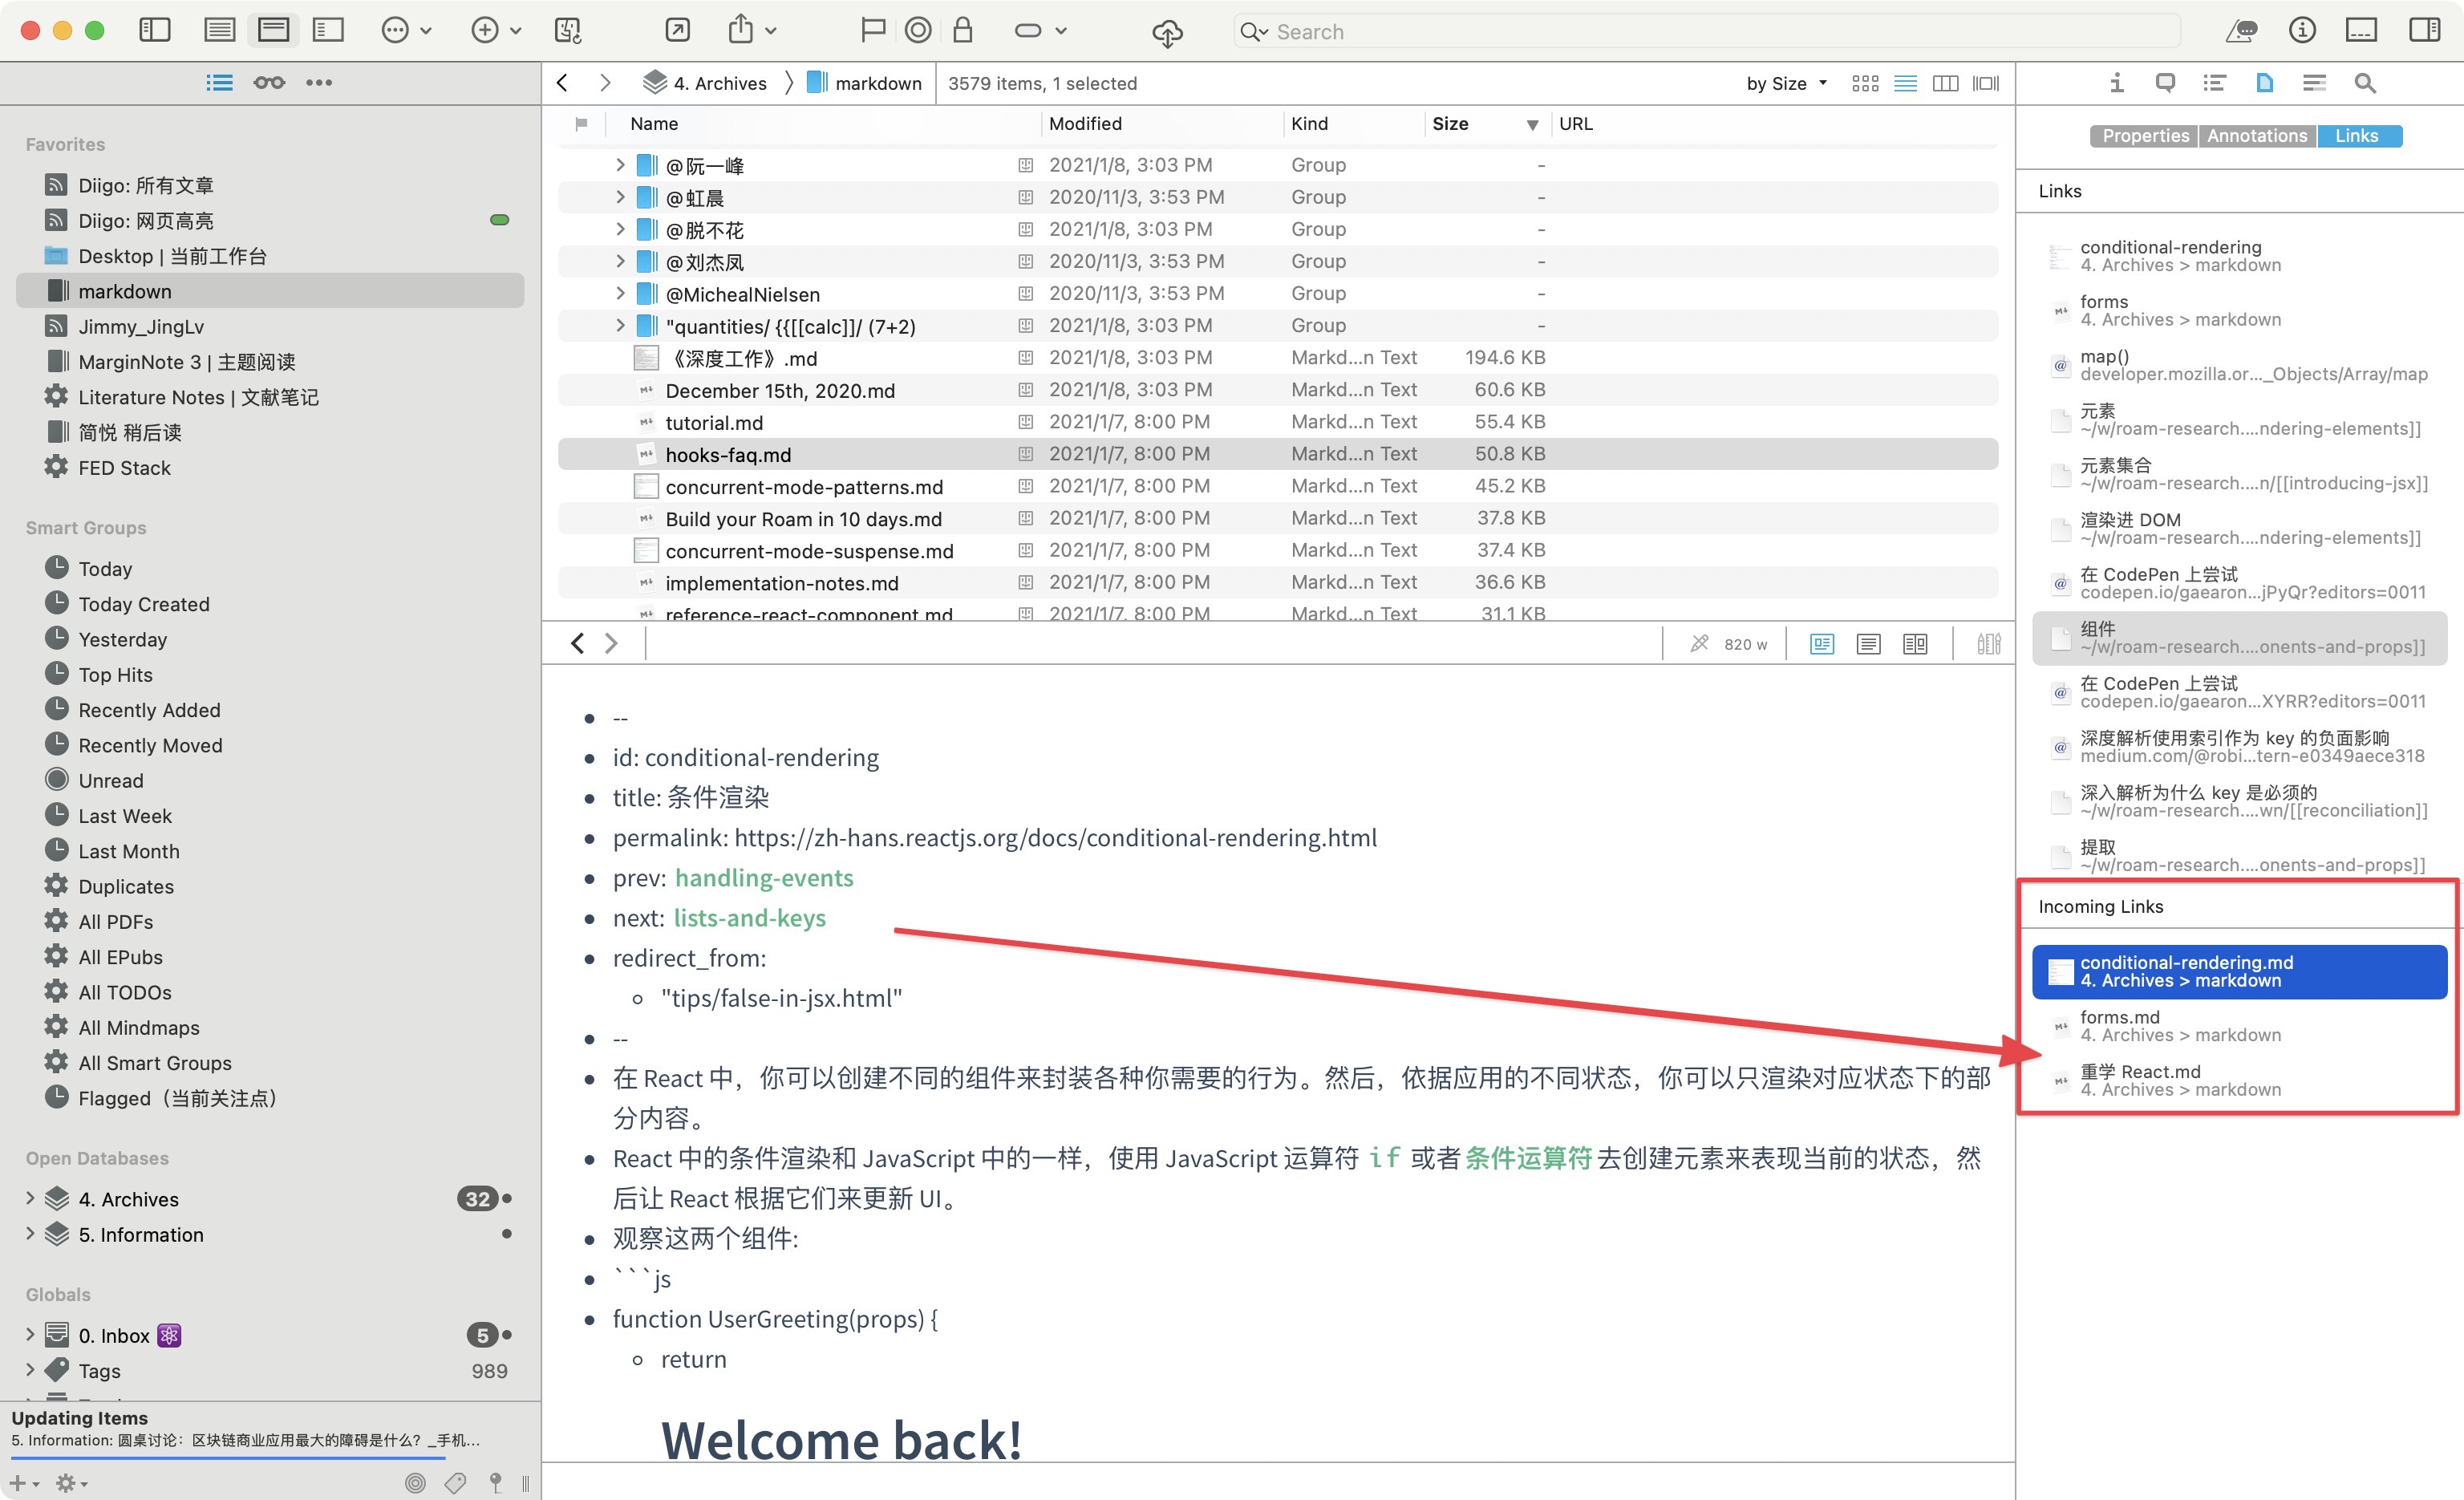 Search
4. Archives
markdown
3579 items, 1 selected
by Size
Favorites
Diigo: 所有文章
Diigo: 网页高亮
Desktop | 当前工作台
markdown
Jimmy_JingLv
MarginNote 3 | 主题阅读
Literature Notes | 文献笔记
简悦 稍后读
FED Stack
Smart Groups
Today
Today Created
Yesterday
Top Hits
Recently Added
Recently Moved
Unread
Last Week
Last Month
Duplicates
All PDFs
All EPubs
All TODOs
All Mindmaps
All Smart Groups
Flagged（当前关注点）
Open Databases
4. Archives 32
5. Information
Globals
0. Inbox 5
Tags 989
Updating Items
5. Information: 圆桌讨论：区块链商业应用最大的障碍是什么？_手机...
Name Modified Kind Size URL
@阮一峰 2021/1/8, 3:03 PM Group -
@虹晨 2020/11/3, 3:53 PM Group -
@脱不花 2021/1/8, 3:03 PM Group -
@刘杰凤 2020/11/3, 3:53 PM Group -
@MichealNielsen 2020/11/3, 3:53 PM Group -
"quantities/ {{[[calc]]/ (7+2) 2021/1/8, 3:03 PM Group -
《深度工作》.md 2021/1/8, 3:03 PM Markd...n Text 194.6 KB
December 15th, 2020.md 2021/1/8, 3:03 PM Markd...n Text 60.6 KB
tutorial.md 2021/1/7, 8:00 PM Markd...n Text 55.4 KB
hooks-faq.md 2021/1/7, 8:00 PM Markd...n Text 50.8 KB
concurrent-mode-patterns.md 2021/1/7, 8:00 PM Markd...n Text 45.2 KB
Build your Roam in 10 days.md 2021/1/7, 8:00 PM Markd...n Text 37.8 KB
concurrent-mode-suspense.md 2021/1/7, 8:00 PM Markd...n Text 37.4 KB
implementation-notes.md 2021/1/7, 8:00 PM Markd...n Text 36.6 KB
reference-react-component.md 2021/1/7, 8:00 PM Markd...n Text 31.1 KB
820 w
• --
• id: conditional-rendering
• title: 条件渲染
• permalink: https://zh-hans.reactjs.org/docs/conditional-rendering.html
• prev: handling-events
• next: lists-and-keys
• redirect_from:
◦ "tips/false-in-jsx.html"
• --
• 在 React 中，你可以创建不同的组件来封装各种你需要的行为。然后，依据应用的不同状态，你可以只渲染对应状态下的部
分内容。
• React 中的条件渲染和 JavaScript 中的一样，使用 JavaScript 运算符 if 或者条件运算符去创建元素来表现当前的状态，然
后让 React 根据它们来更新 UI。
• 观察这两个组件:
• ```js
• function UserGreeting(props) {
◦ return
Welcome back!
Properties Annotations Links
Links
conditional-rendering
4. Archives > markdown
forms
4. Archives > markdown
map()
developer.mozilla.or..._Objects/Array/map
元素
~/w/roam-research....ndering-elements]]
元素集合
~/w/roam-research....n/[[introducing-jsx]]
渲染进 DOM
~/w/roam-research....ndering-elements]]
在 CodePen 上尝试
codepen.io/gaearon...jPyQr?editors=0011
组件
~/w/roam-research....onents-and-props]]
在 CodePen 上尝试
codepen.io/gaearon...XYRR?editors=0011
深度解析使用索引作为 key 的负面影响
medium.com/@robi...tern-e0349aece318
深入解析为什么 key 是必须的
~/w/roam-research....wn/[[reconciliation]]
提取
~/w/roam-research....onents-and-props]]
Incoming Links
conditional-rendering.md
4. Archives > markdown
forms.md
4. Archives > markdown
重学 React.md
4. Archives > markdown